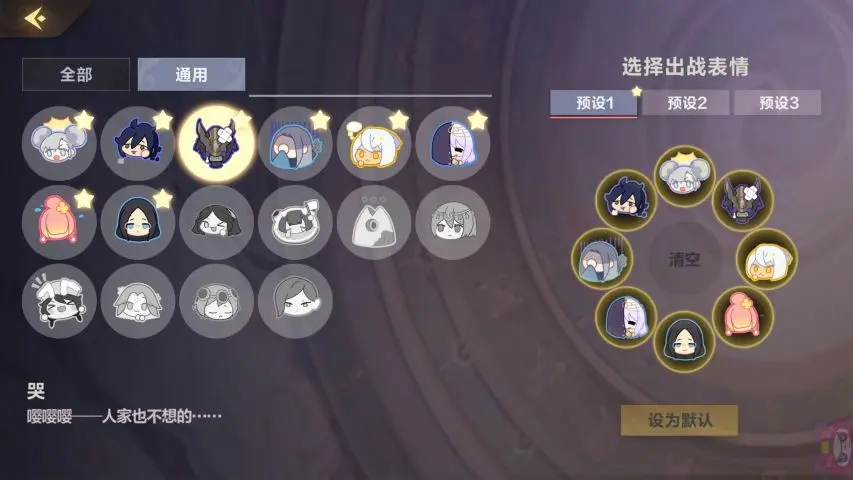 全部
通用
选择出战表情
预设1
预设2
预设3
清空
哭
嘤嘤嘤——人家也不想的……
设为默认